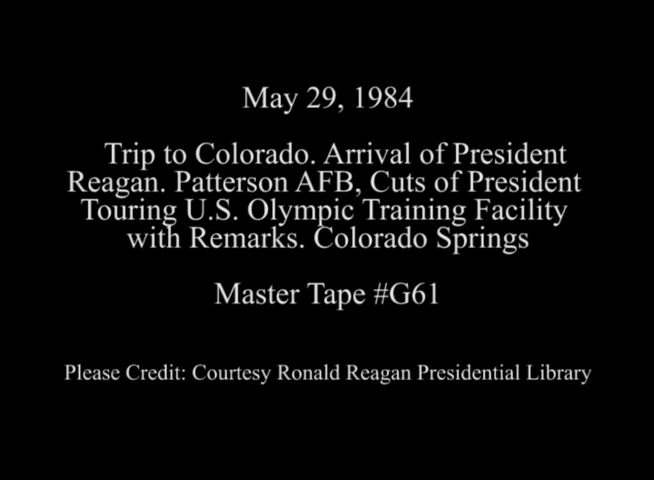 May 29, 1984
Trip to Colorado. Arrival of President
Reagan. Patterson AFB, Cuts of President
Touring U.S. Olympic Training Facility
with Remarks. Colorado Springs
Master Tape #G61
Please Credit: Courtesy Ronald Reagan Presidential Library